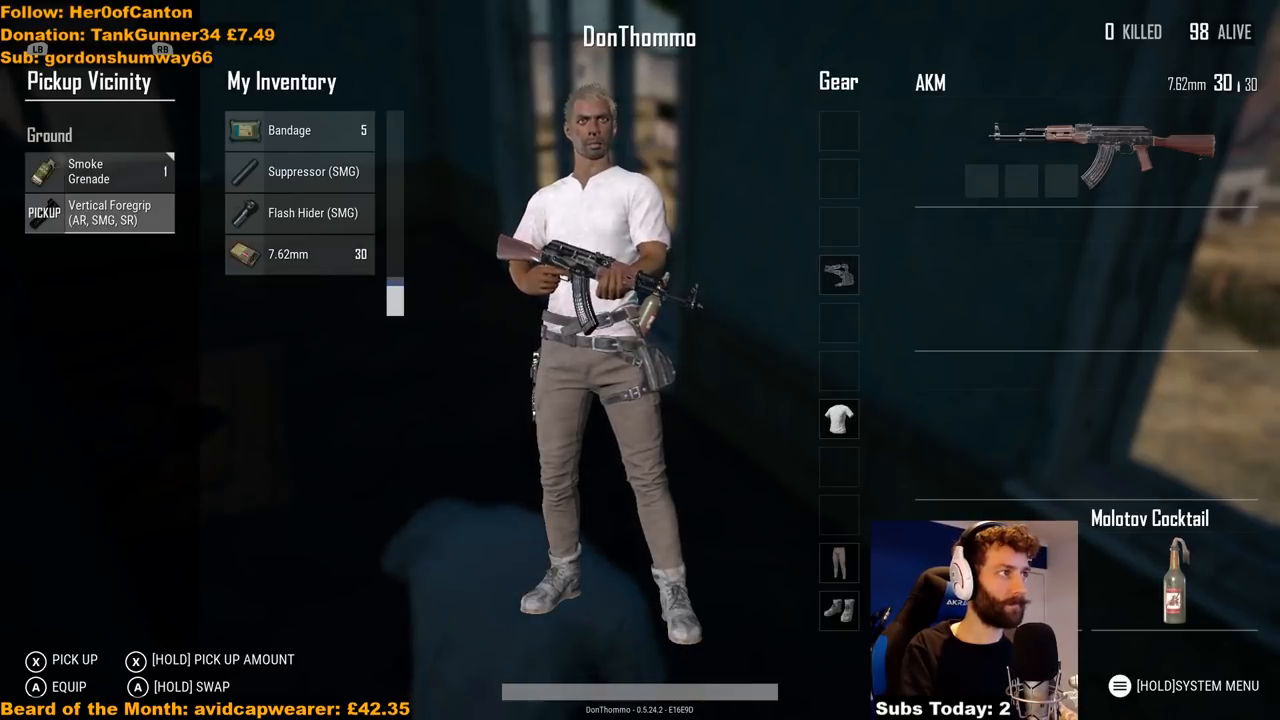 Follow: Her0ofCanton
Donation: TankGunner34 £7.49
Sub: gordonshumway66
LB
RB
DonThommo
0 KILLED 98 ALIVE
Pickup Vicinity
Ground
Smoke
Grenade
1
PICKUP
Vertical Foregrip
(AR, SMG, SR)
My Inventory
Bandage 5
Suppressor (SMG)
Flash Hider (SMG)
7.62mm 30
Gear
AKM
7.62mm 30 30
Molotov Cocktail
X PICK UP
X [HOLD] PICK UP AMOUNT
A EQUIP
A [HOLD] SWAP
[HOLD]SYSTEM MENU
Beard of the Month: avidcapwearer: £42.35
DonThommo - 0.5.24.2 - E16E9D
Subs Today: 2